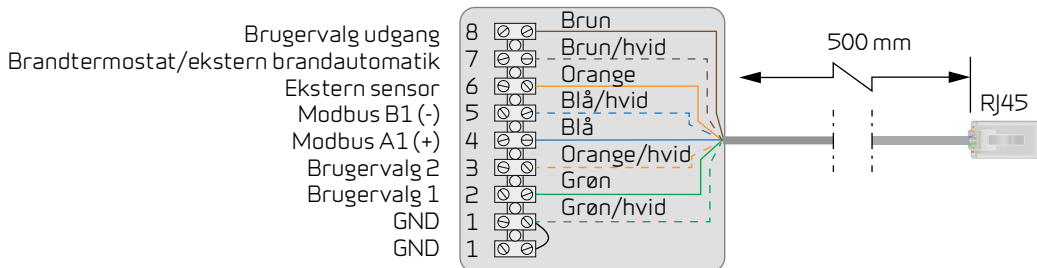 Brugervalg udgang 8 Brun
Brandtermostat/ekstern brandautomatik 7 Brun/hvid
Ekstern sensor 6 Orange
Modbus B1 (-) 5 Blå/hvid
Modbus A1 (+) 4 Blå
Brugervalg 2 3 Orange/hvid
Brugervalg 1 2 Grøn
GND 1 Grøn/hvid
GND 1
500 mm
RJ45